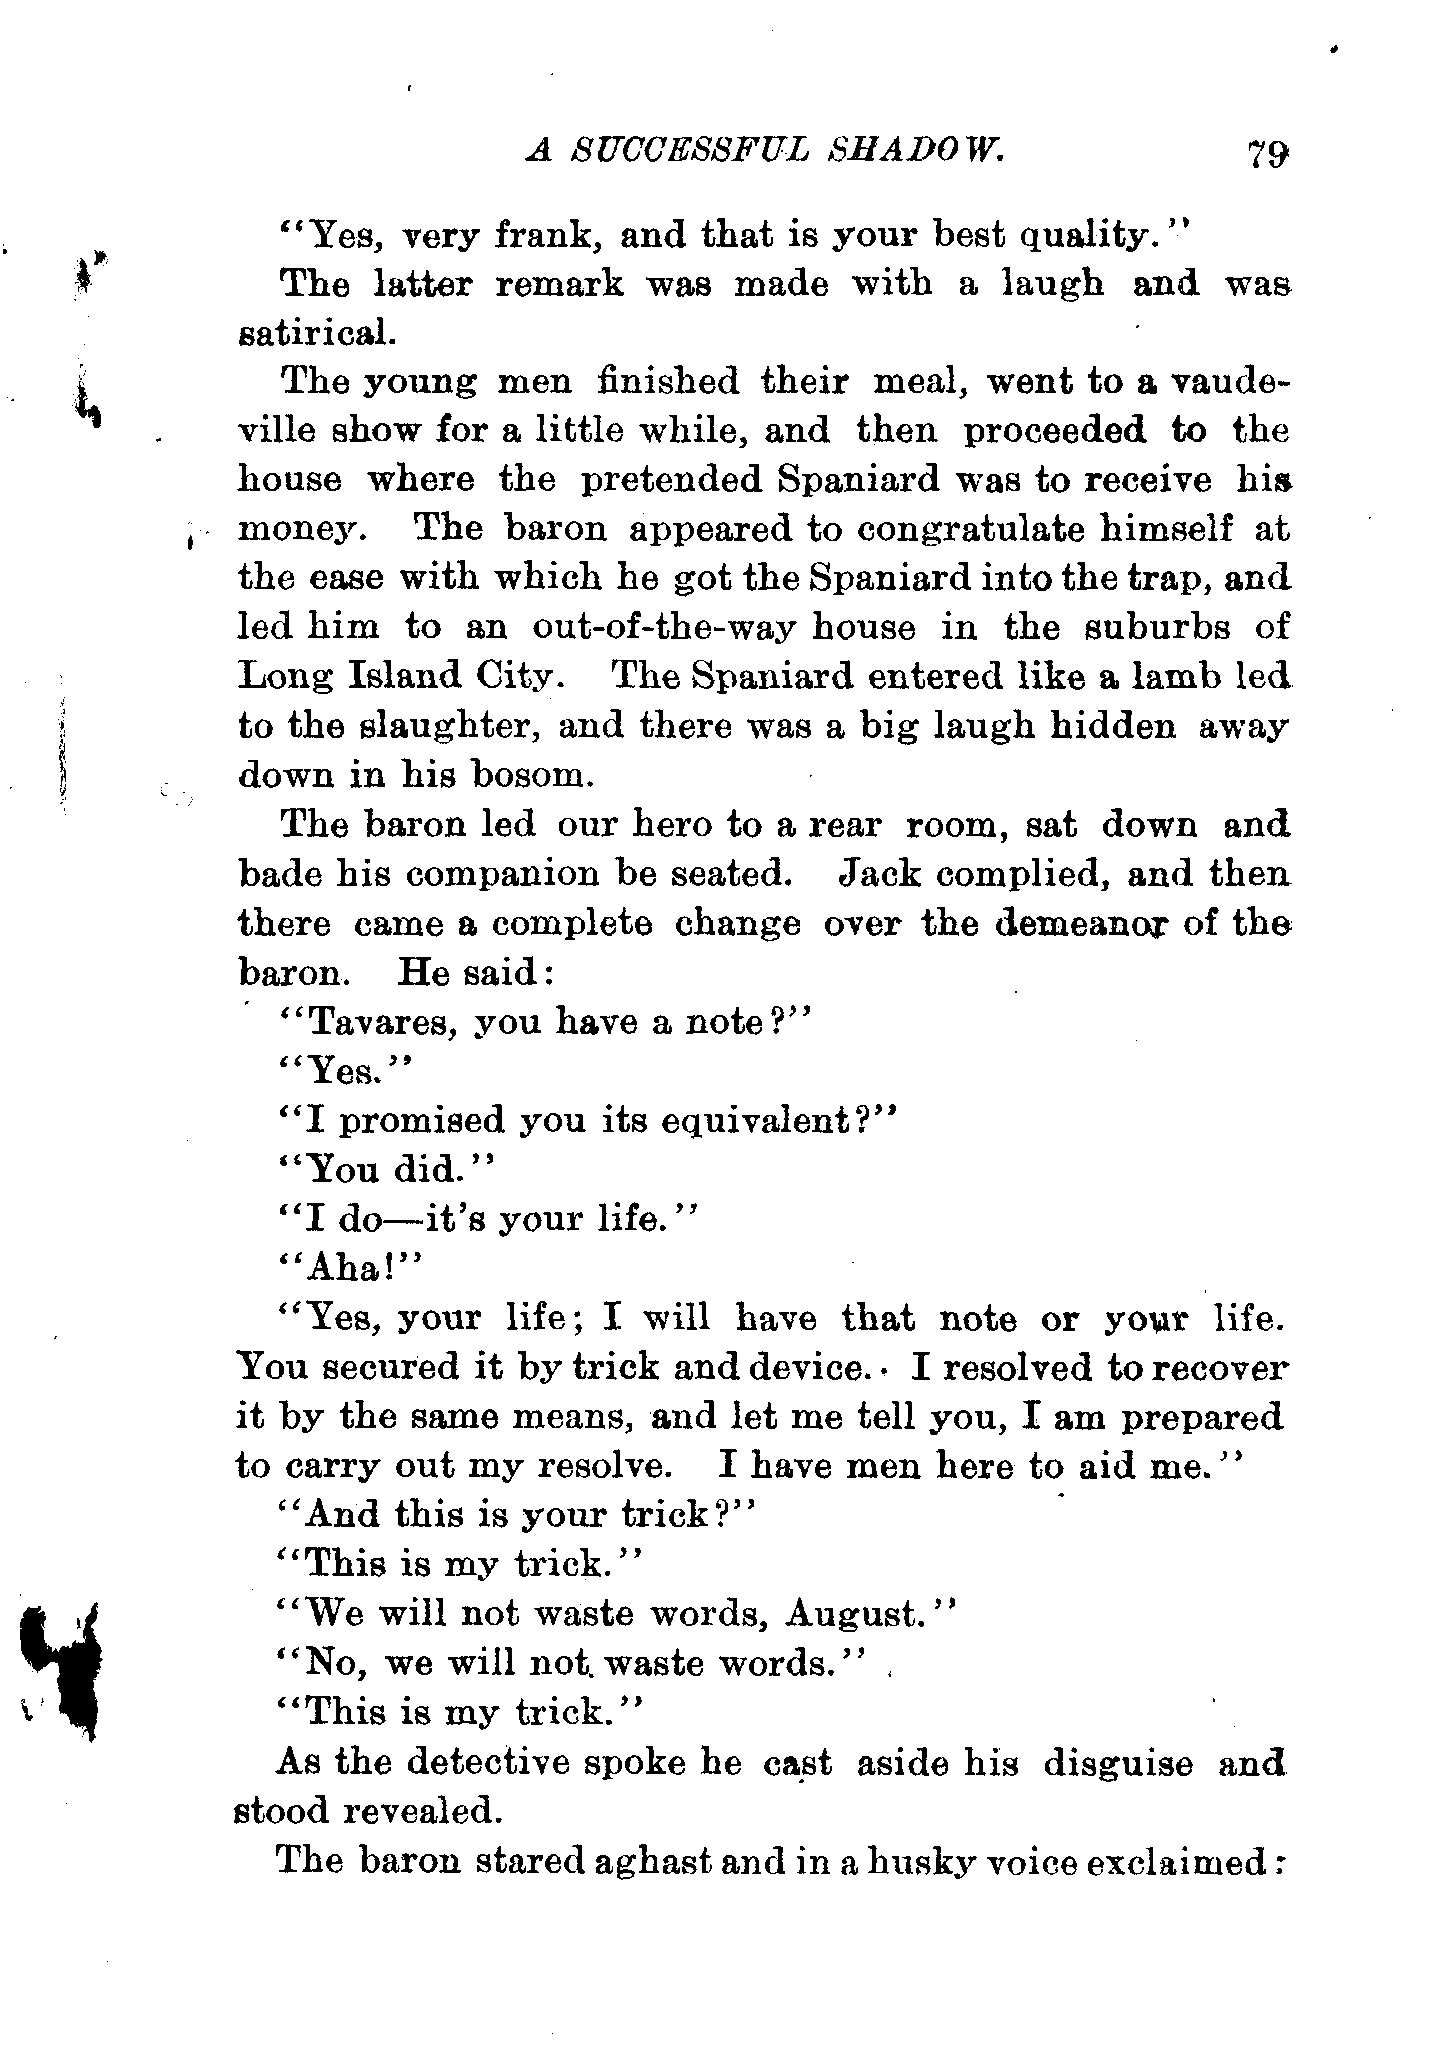 A SUCCESSFUL SHADOW. 79
"Yes, very frank, and that is your best quality."
The latter remark was made with a laugh and was
satirical.
The young men finished their meal, went to a vaude-
ville show for a little while, and then proceeded to the
house where the pretended Spaniard was to receive his
money. The baron appeared to congratulate himself at
the ease with which he got the Spaniard into the trap, and
led him to an out-of-the-way house in the suburbs of
Long Island City. The Spaniard entered like a lamb led
to the slaughter, and there was a big laugh hidden away
down in his bosom.
The baron led our hero to a rear room, sat down and
bade his companion be seated. Jack complied, and then
there came a complete change over the demeanor of the
baron. He said:
"Tavares, you have a note?"
"Yes."
"I promised you its equivalent?"
"You did."
"I do—it's your life."
"Aha!"
"Yes, your life; I will have that note or your life.
You secured it by trick and device. I resolved to recover
it by the same means, and let me tell you, I am prepared
to carry out my resolve. I have men here to aid me."
"And this is your trick?"
"This is my trick."
"We will not waste words, August."
"No, we will not waste words."
"This is my trick."
As the detective spoke he cast aside his disguise and
stood revealed.
The baron stared aghast and in a husky voice exclaimed: